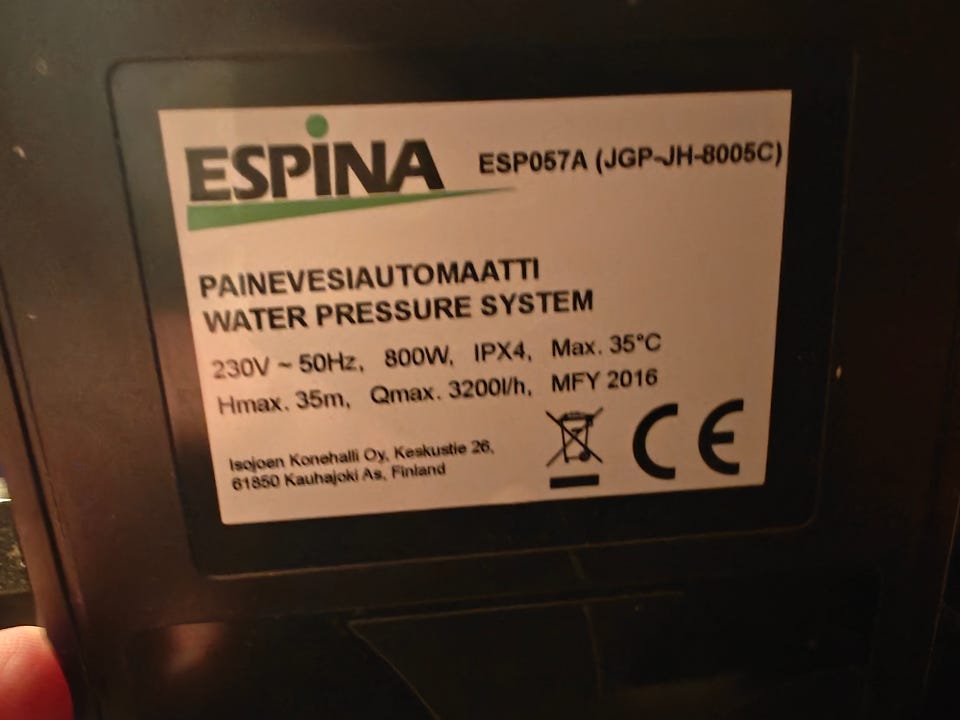 ESPINA
ESP057A (JGP-JH-8005C)
PAINEVESIAUTOMAATTI
WATER PRESSURE SYSTEM
230V ~ 50Hz, 800W, IPX4, Max. 35°C
Hmax. 35m, Qmax. 3200l/h, MFY 2016
Isojoen Konehalli Oy, Keskustie 26,
61850 Kauhajoki As, Finland
CE